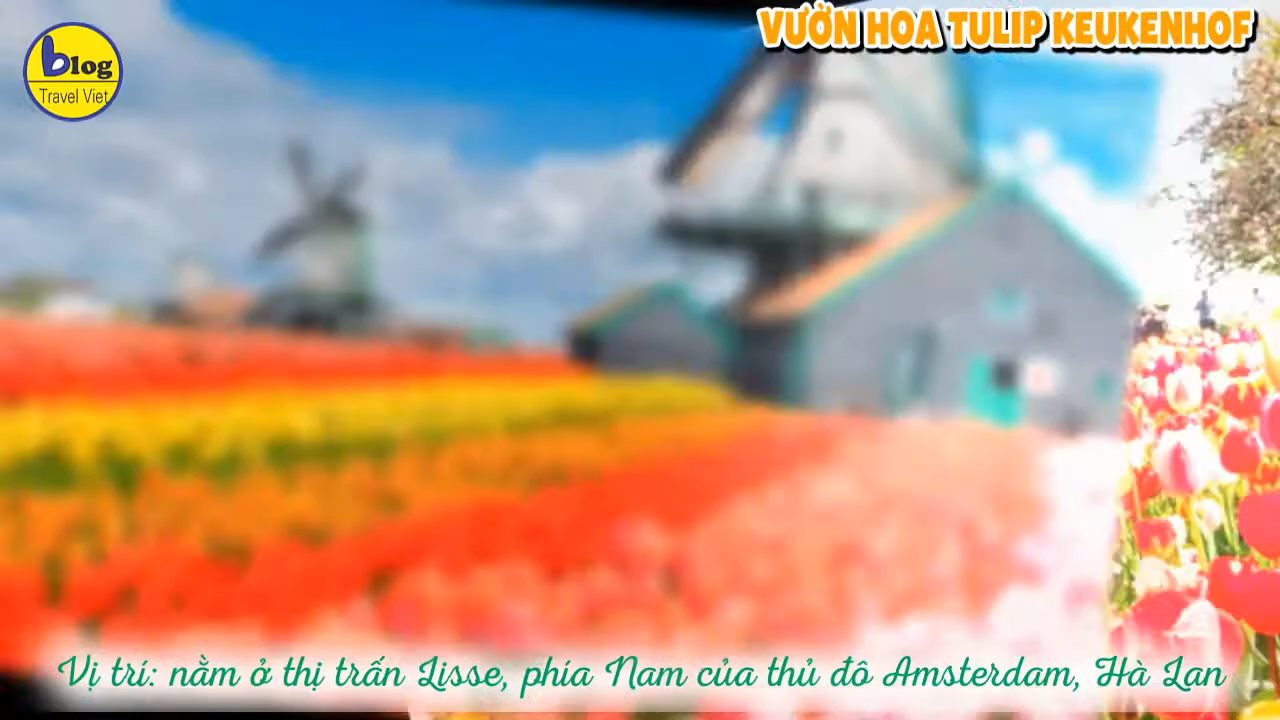 blog
Travel Viet
VƯỜN HOA TULIP KEUKENHOF
Vị trí: nằm ở thị trấn Lisse, phía Nam của thủ đô Amsterdam, Hà Lan